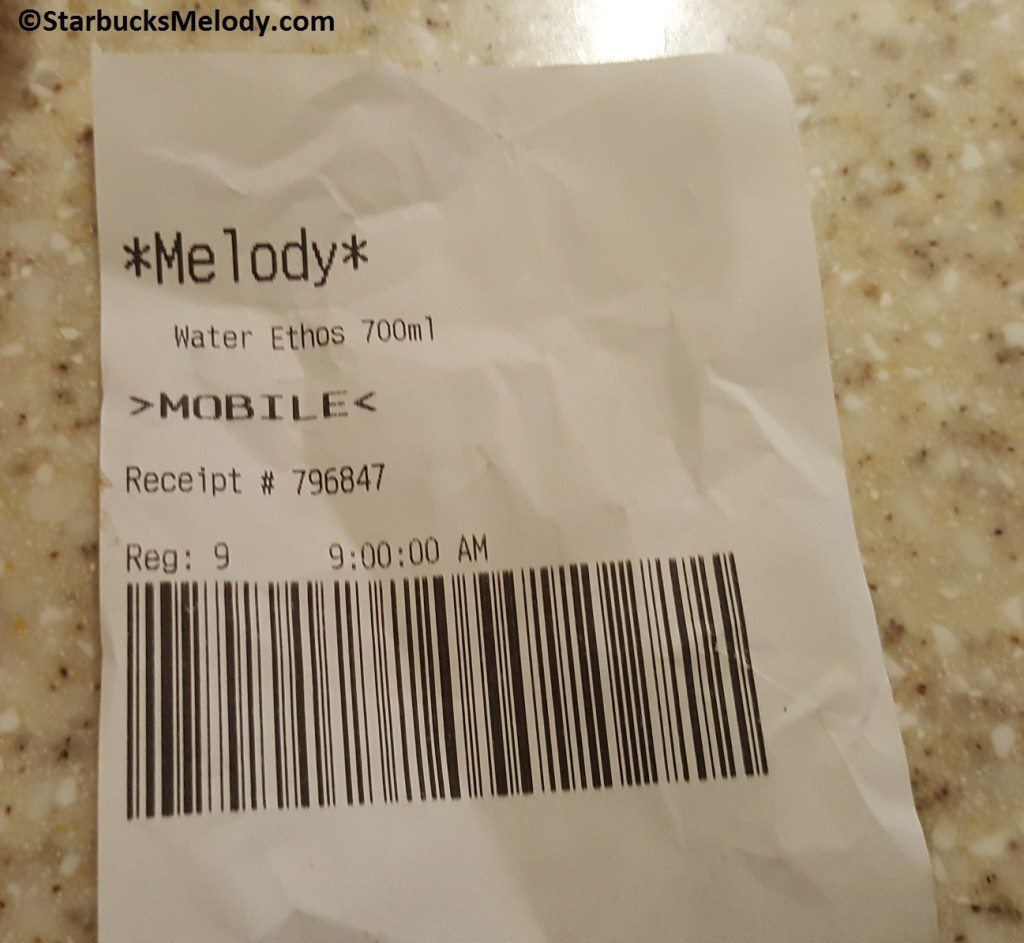 ©StarbucksMelody.com
*Melody*
Water Ethos 700ml
>MOBILE<
Receipt # 796847
Reg: 9 9:00:00 AM